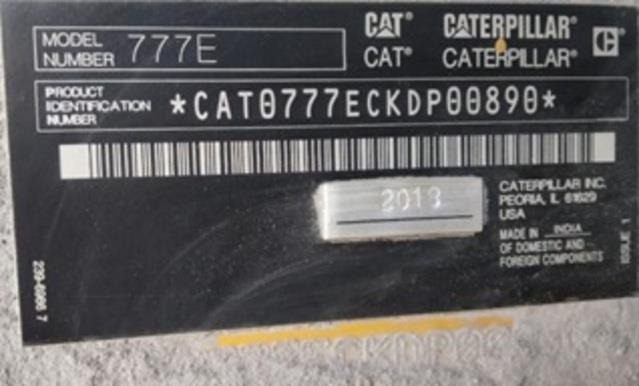 MODEL NUMBER 777E
CAT® CATERPILLAR®
CAT® CATERPILLAR®
PRODUCT IDENTIFICATION NUMBER *CAT0777ECKDP00890*
2018
CATERPILLAR INC.
PEORIA, IL 61629
USA
MADE IN INDIA
OF DOMESTIC AND
FOREIGN COMPONENTS
ISSUE 1